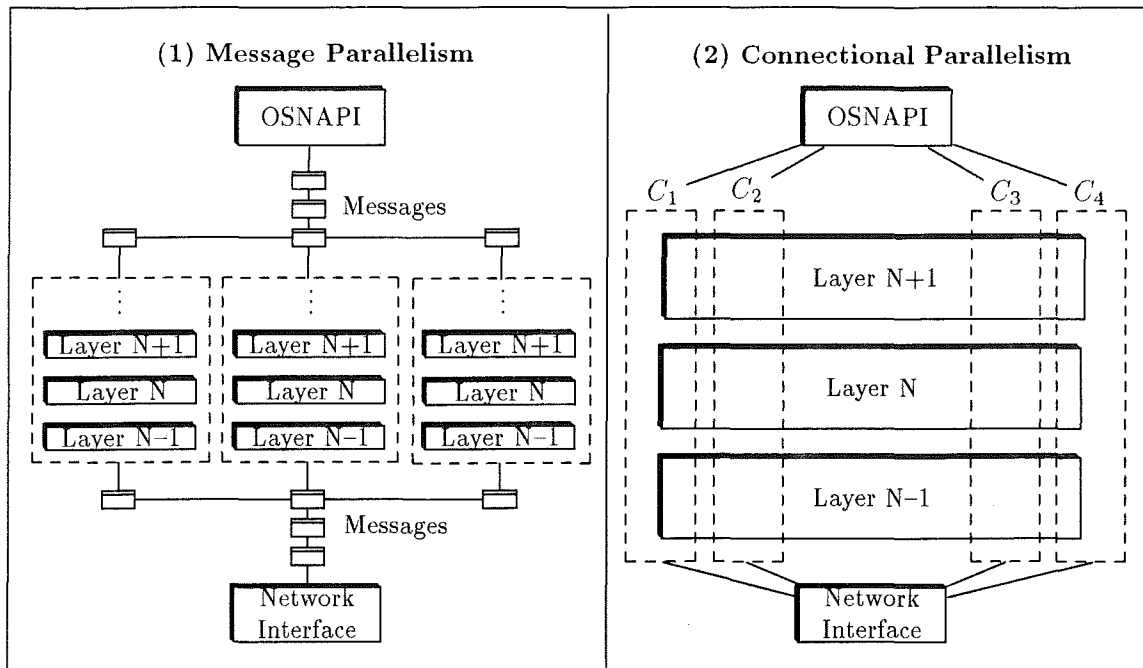 (1) Message Parallelism
OSNAPI
Messages
⋮ ⋮ ⋮
Layer N+1 Layer N+1 Layer N+1
Layer N Layer N Layer N
Layer N–1 Layer N–1 Layer N–1
Messages
Network
Interface
(2) Connectional Parallelism
OSNAPI
C₁ C₂ C₃ C₄
Layer N+1
Layer N
Layer N–1
Network
Interface